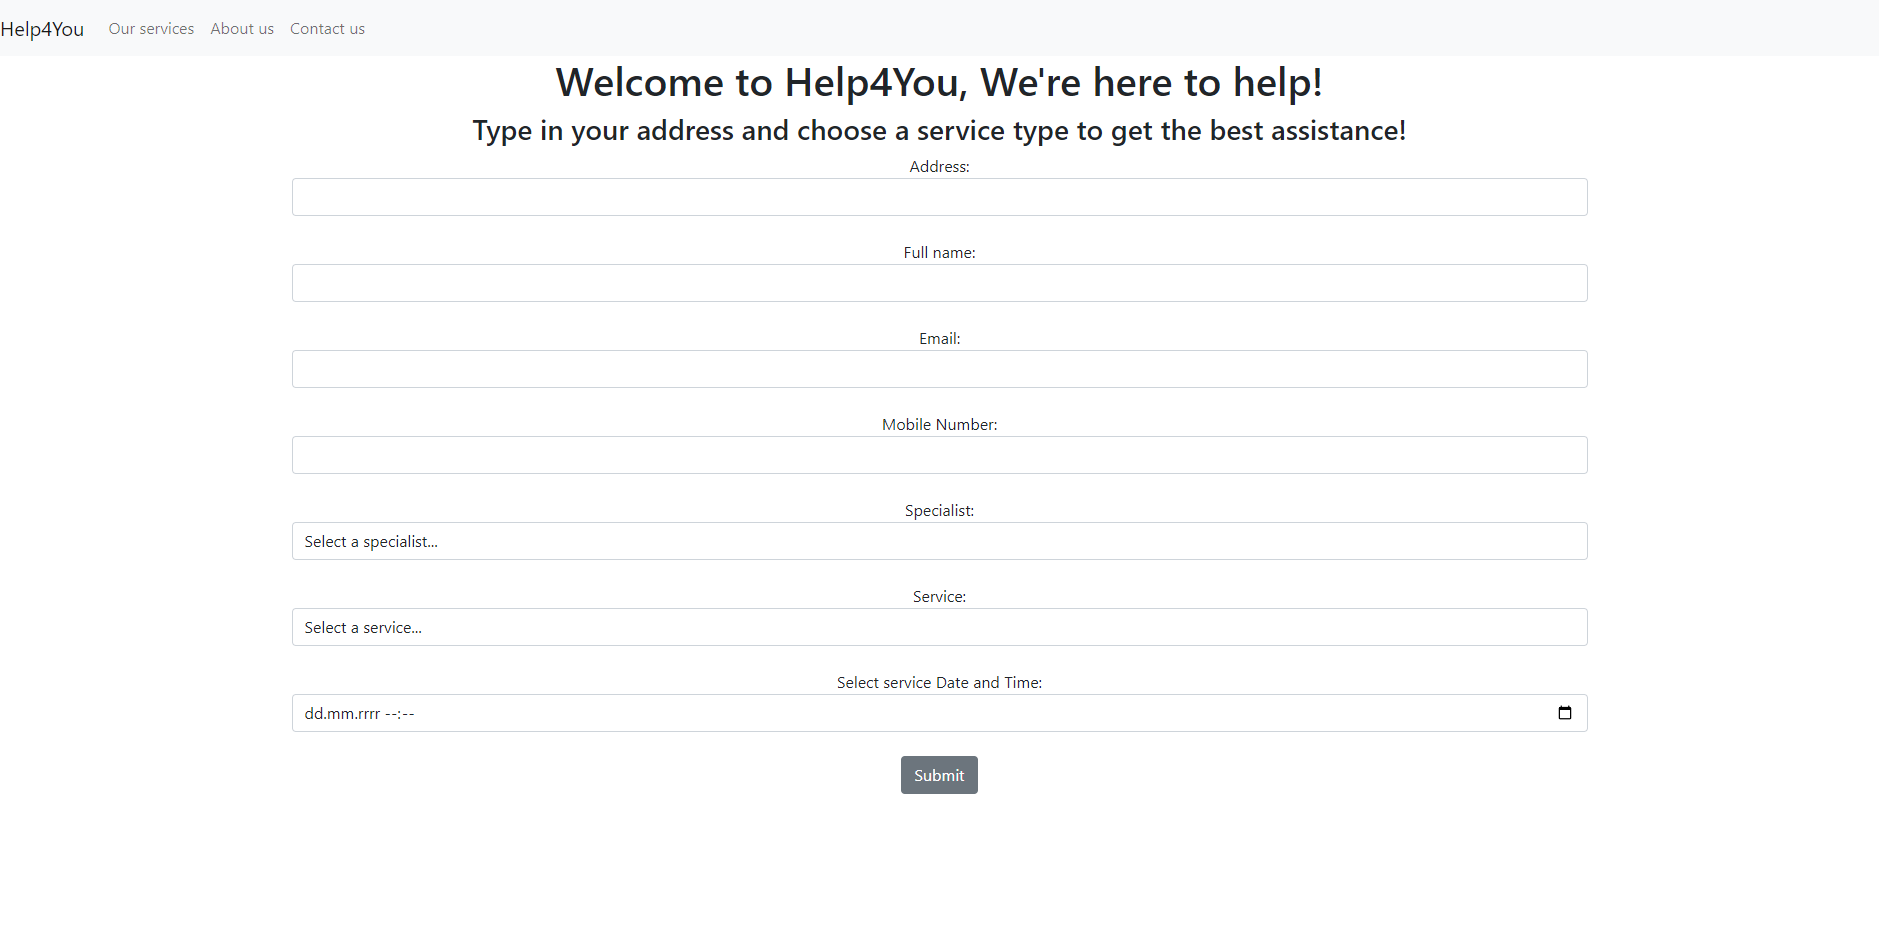 Help4You Our services About us Contact us
Welcome to Help4You, We're here to help!
Type in your address and choose a service type to get the best assistance!
Address:
Full name:
Email:
Mobile Number:
Specialist:
Select a specialist...
Service:
Select a service...
Select service Date and Time:
dd.mm.rrrr --:--
Submit